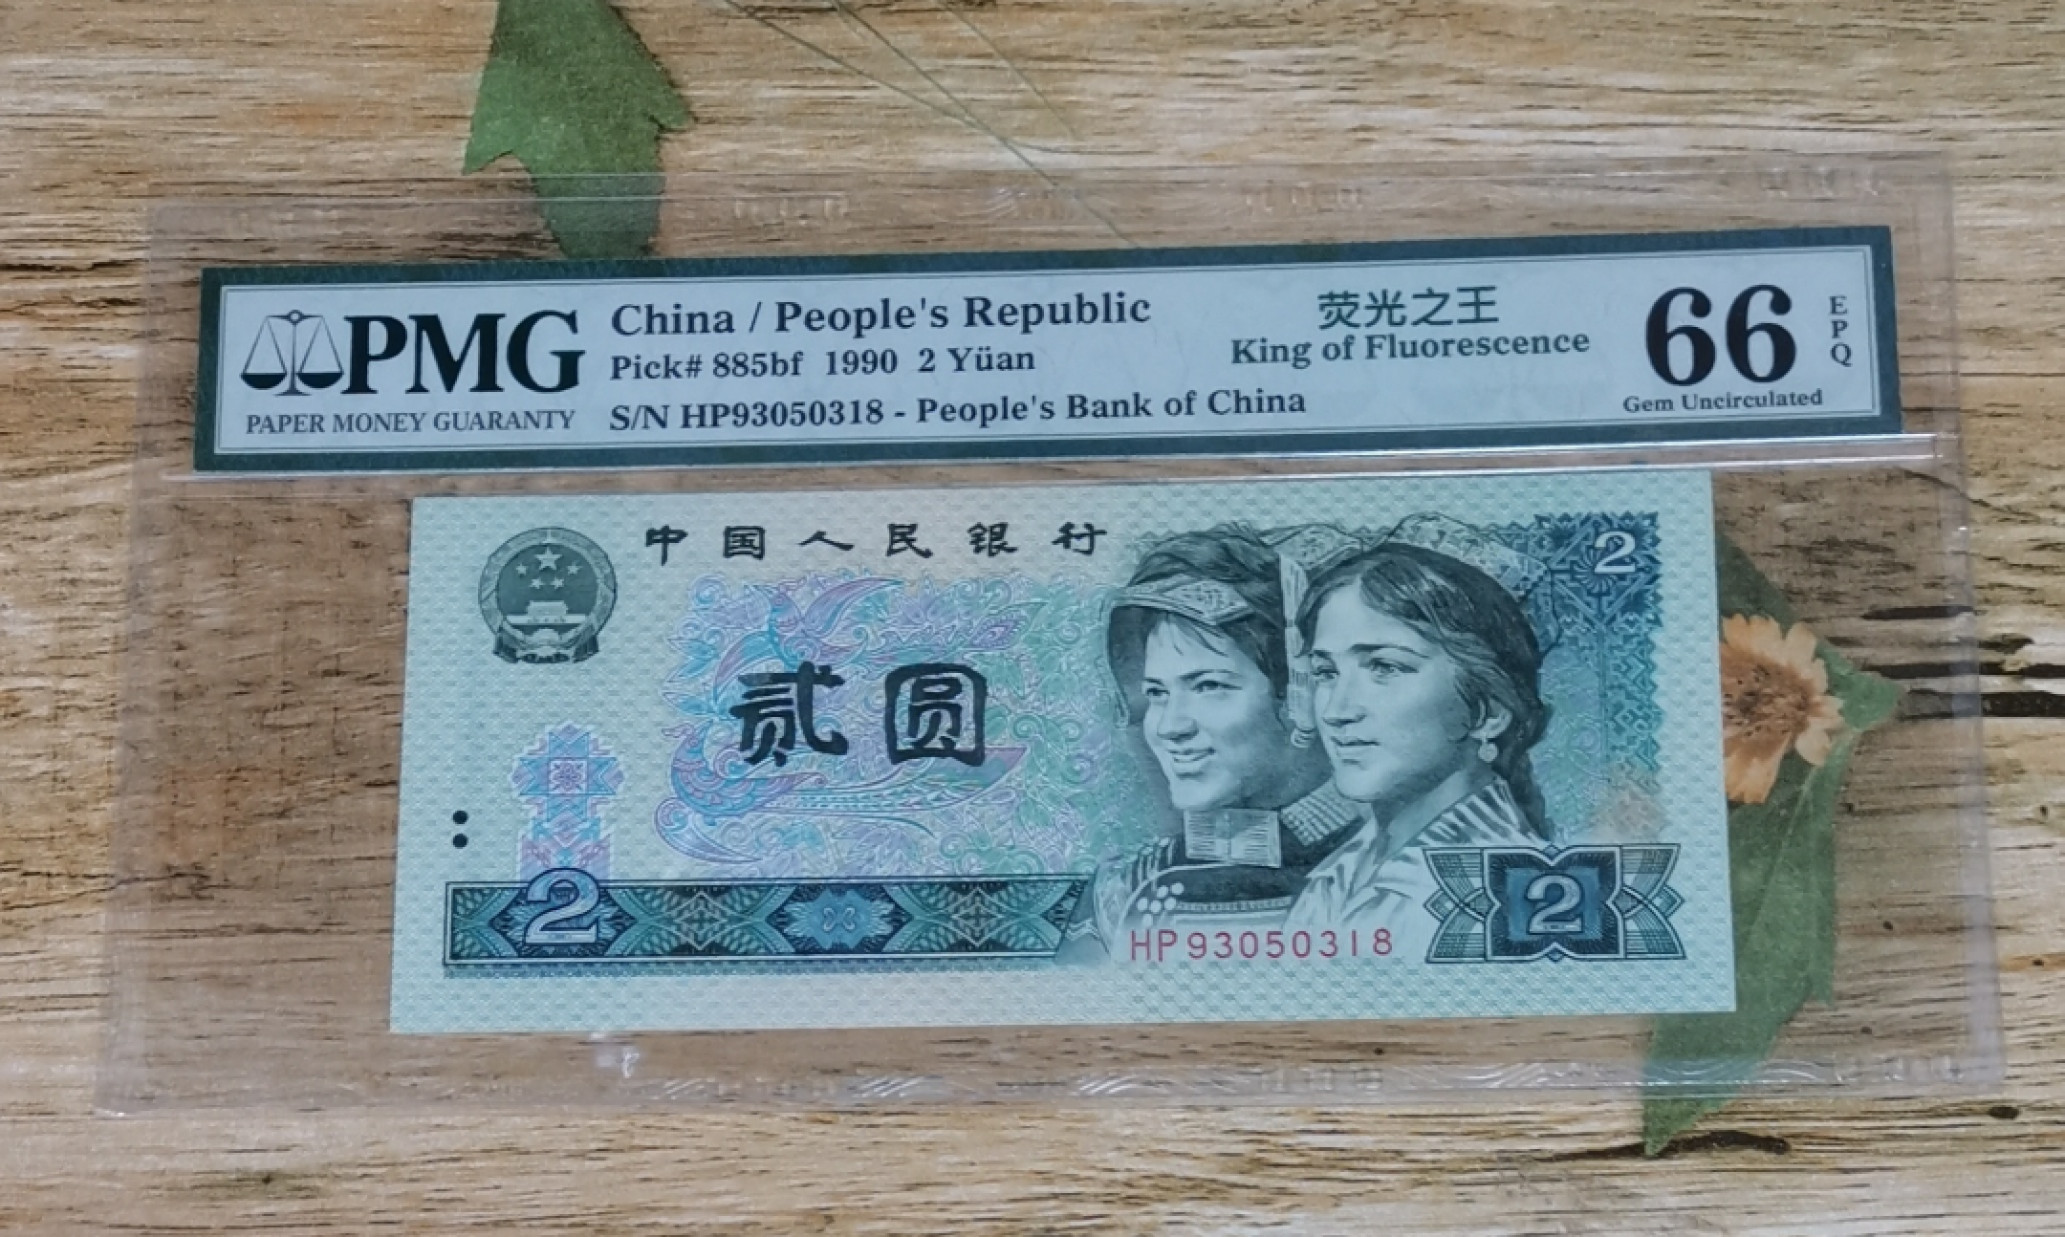 PMG
PAPER MONEY GUARANTY
China / People's Republic
Pick# 885bf 1990 2 Yüan
S/N HP93050318 - People's Bank of China
荧光之王
King of Fluorescence
66
EPQ
Gem Uncirculated
中国人民银行
2
贰圆
2
HP93050318
2